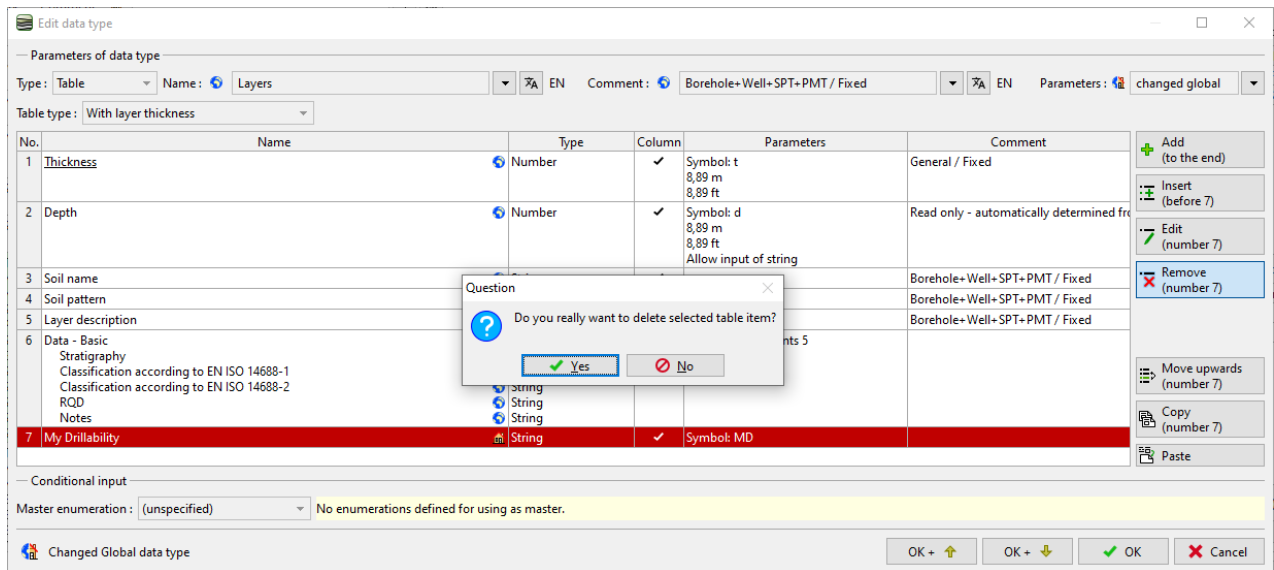 Edit data type
Parameters of data type
Type : Table Name : Layers EN Comment : Borehole+Well+SPT+PMT / Fixed EN Parameters : changed global
Table type : With layer thickness
No. Name Type Column Parameters Comment
1 Thickness Number Symbol: t General / Fixed
8,89 m
8,89 ft
2 Depth Number Symbol: d Read only - automatically determined
8,89 m
8,89 ft
Allow input of string
3 Soil name Borehole+Well+SPT+PMT / Fixed
4 Soil pattern Borehole+Well+SPT+PMT / Fixed
5 Layer description Borehole+Well+SPT+PMT / Fixed
6 Data - Basic
Stratigraphy
Classification according to EN ISO 14688-1
Classification according to EN ISO 14688-2 String
RQD String
Notes String
7 My Drillability String Symbol: MD
Question
Do you really want to delete selected table item?
Yes No
Add
(to the end)
Insert
(before 7)
Edit
(number 7)
Remove
(number 7)
Move upwards
(number 7)
Copy
(number 7)
Paste
Conditional input
Master enumeration : (unspecified) No enumerations defined for using as master.
Changed Global data type OK + OK + OK Cancel